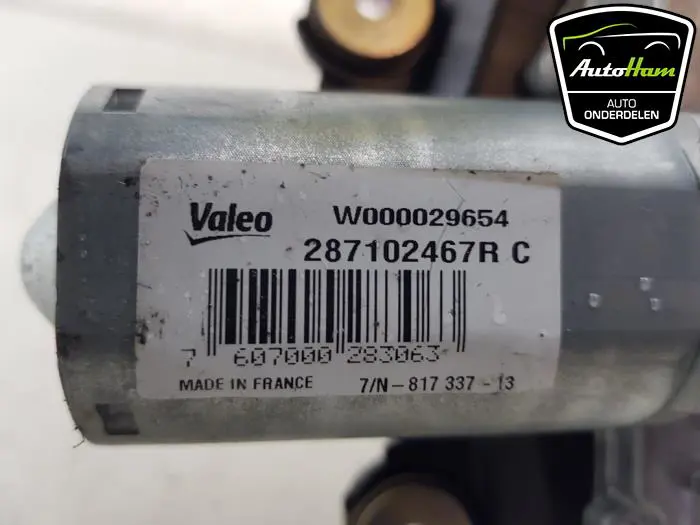 AutoHam
AUTO
ONDERDELEN
Valeo W000029654
287102467R C
7 607000 283063
MADE IN FRANCE 7/N-817 337-13